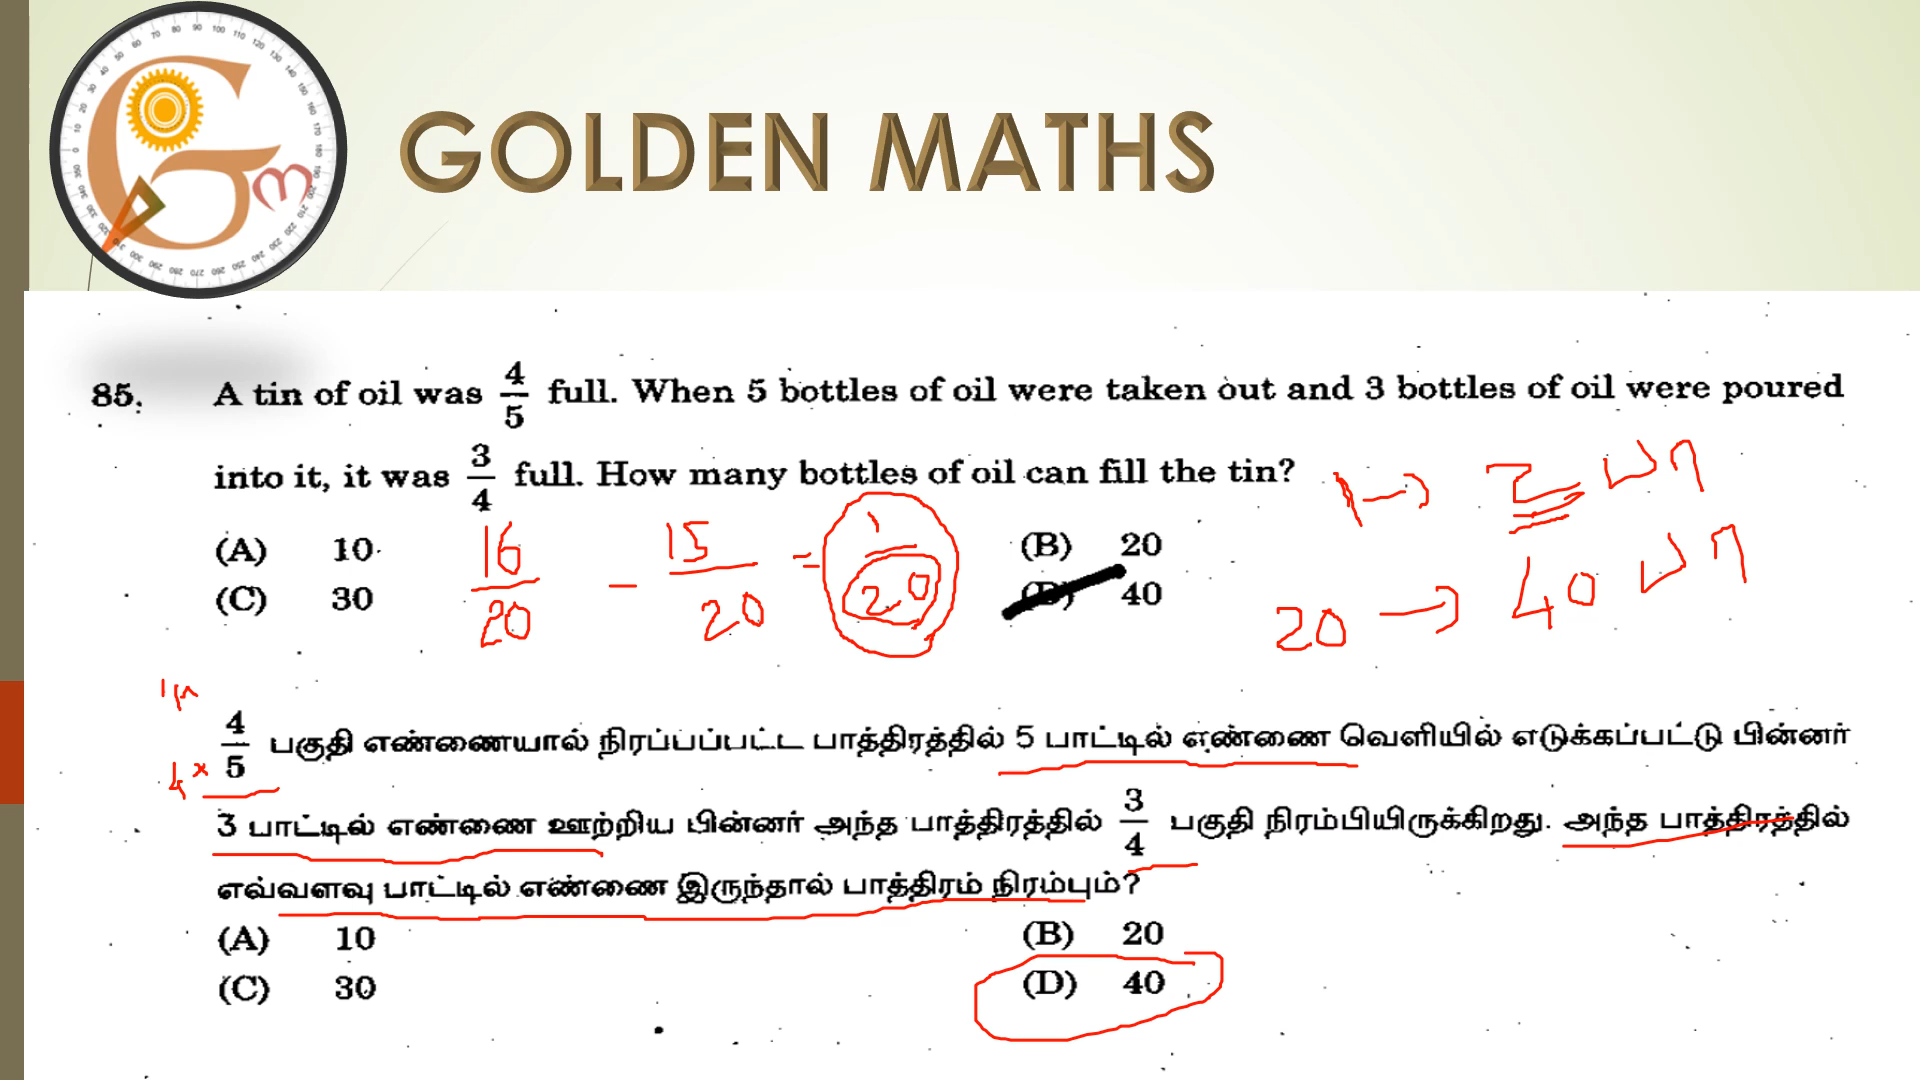 GOLDEN MATHS
85. A tin of oil was 4/5 full. When 5 bottles of oil were taken out and 3 bottles of oil were poured
into it, it was 3/4 full. How many bottles of oil can fill the tin?
(A) 10 (B) 20
(C) 30 (D) 40
16/20 - 15/20 = 1/20
1 → 2
20 → 40
4/5 பகுதி எண்ணையால் நிரப்பப்பட்ட பாத்திரத்தில் 5 பாட்டில் எண்ணை வெளியில் எடுக்கப்பட்டு பின்னர்
3 பாட்டில் எண்ணை ஊற்றிய பின்னர் அந்த பாத்திரத்தில் 3/4 பகுதி நிரம்பியிருக்கிறது. அந்த பாத்திரத்தில்
எவ்வளவு பாட்டில் எண்ணை இருந்தால் பாத்திரம் நிரம்பும்?
(A) 10 (B) 20
(C) 30 (D) 40